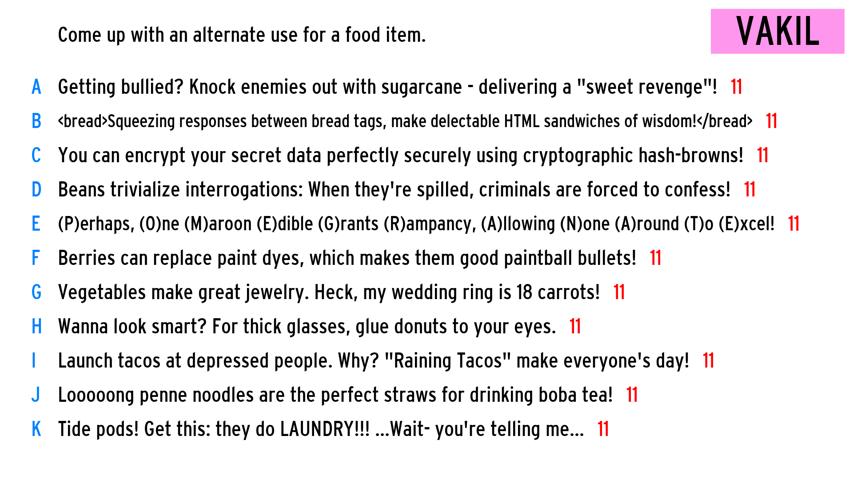 Come up with an alternate use for a food item.
VAKIL
A Getting bullied? Knock enemies out with sugarcane - delivering a "sweet revenge"! 11
B <bread>Squeezing responses between bread tags, make delectable HTML sandwiches of wisdom!</bread> 11
C You can encrypt your secret data perfectly securely using cryptographic hash-browns! 11
D Beans trivialize interrogations: When they're spilled, criminals are forced to confess! 11
E (P)erhaps, (O)ne (M)aroon (E)dible (G)rants (R)ampancy, (A)llowing (N)one (A)round (T)o (E)xcel! 11
F Berries can replace paint dyes, which makes them good paintball bullets! 11
G Vegetables make great jewelry. Heck, my wedding ring is 18 carrots! 11
H Wanna look smart? For thick glasses, glue donuts to your eyes. 11
I Launch tacos at depressed people. Why? "Raining Tacos" make everyone's day! 11
J Looooong penne noodles are the perfect straws for drinking boba tea! 11
K Tide pods! Get this: they do LAUNDRY!!! ...Wait- you're telling me... 11